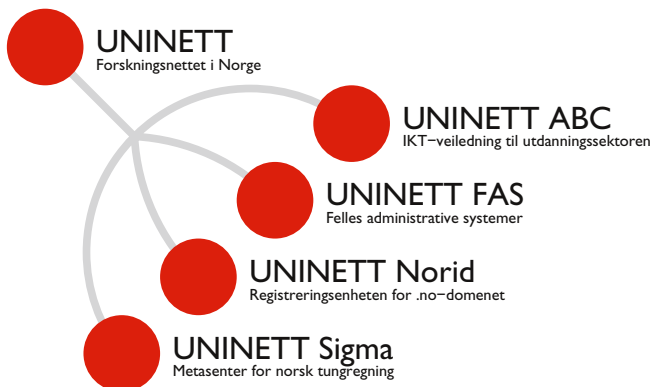 UNINETT
Forskningsnettet i Norge
UNINETT ABC
IKT-veiledning til utdanningssektoren
UNINETT FAS
Felles administrative systemer
UNINETT Norid
Registreringsenheten for .no-domenet
UNINETT Sigma
Metasenter for norsk tungregning